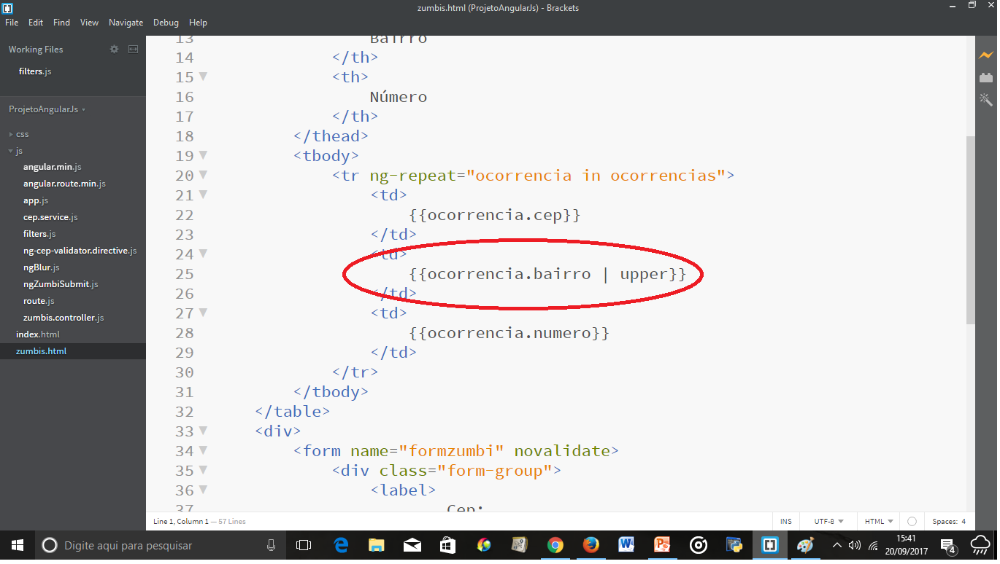 zumbis.html (ProjetoAngularJs) - Brackets
File Edit Find View Navigate Debug Help
Working Files
filters.js
ProjetoAngularJs
css
js
angular.min.js
angular.route.min.js
app.js
cep.service.js
filters.js
ng-cep-validator.directive.js
ngBlur.js
ngZumbiSubmit.js
route.js
zumbis.controller.js
index.html
zumbis.html
13 Bairro
14 </th>
15 <th>
16 Número
17 </th>
18 </thead>
19 <tbody>
20 <tr ng-repeat="ocorrencia in ocorrencias">
21 <td>
22 {{ocorrencia.cep}}
23 </td>
24 <td>
25 {{ocorrencia.bairro | upper}}
26 </td>
27 <td>
28 {{ocorrencia.numero}}
29 </td>
30 </tr>
31 </tbody>
32 </table>
33 <div>
34 <form name="formzumbi" novalidate>
35 <div class="form-group">
36 <label>
37 Cep:
Line 1, Column 1 — 57 Lines
INS UTF-8 HTML Spaces: 4
Digite aqui para pesquisar
15:41
20/09/2017
4